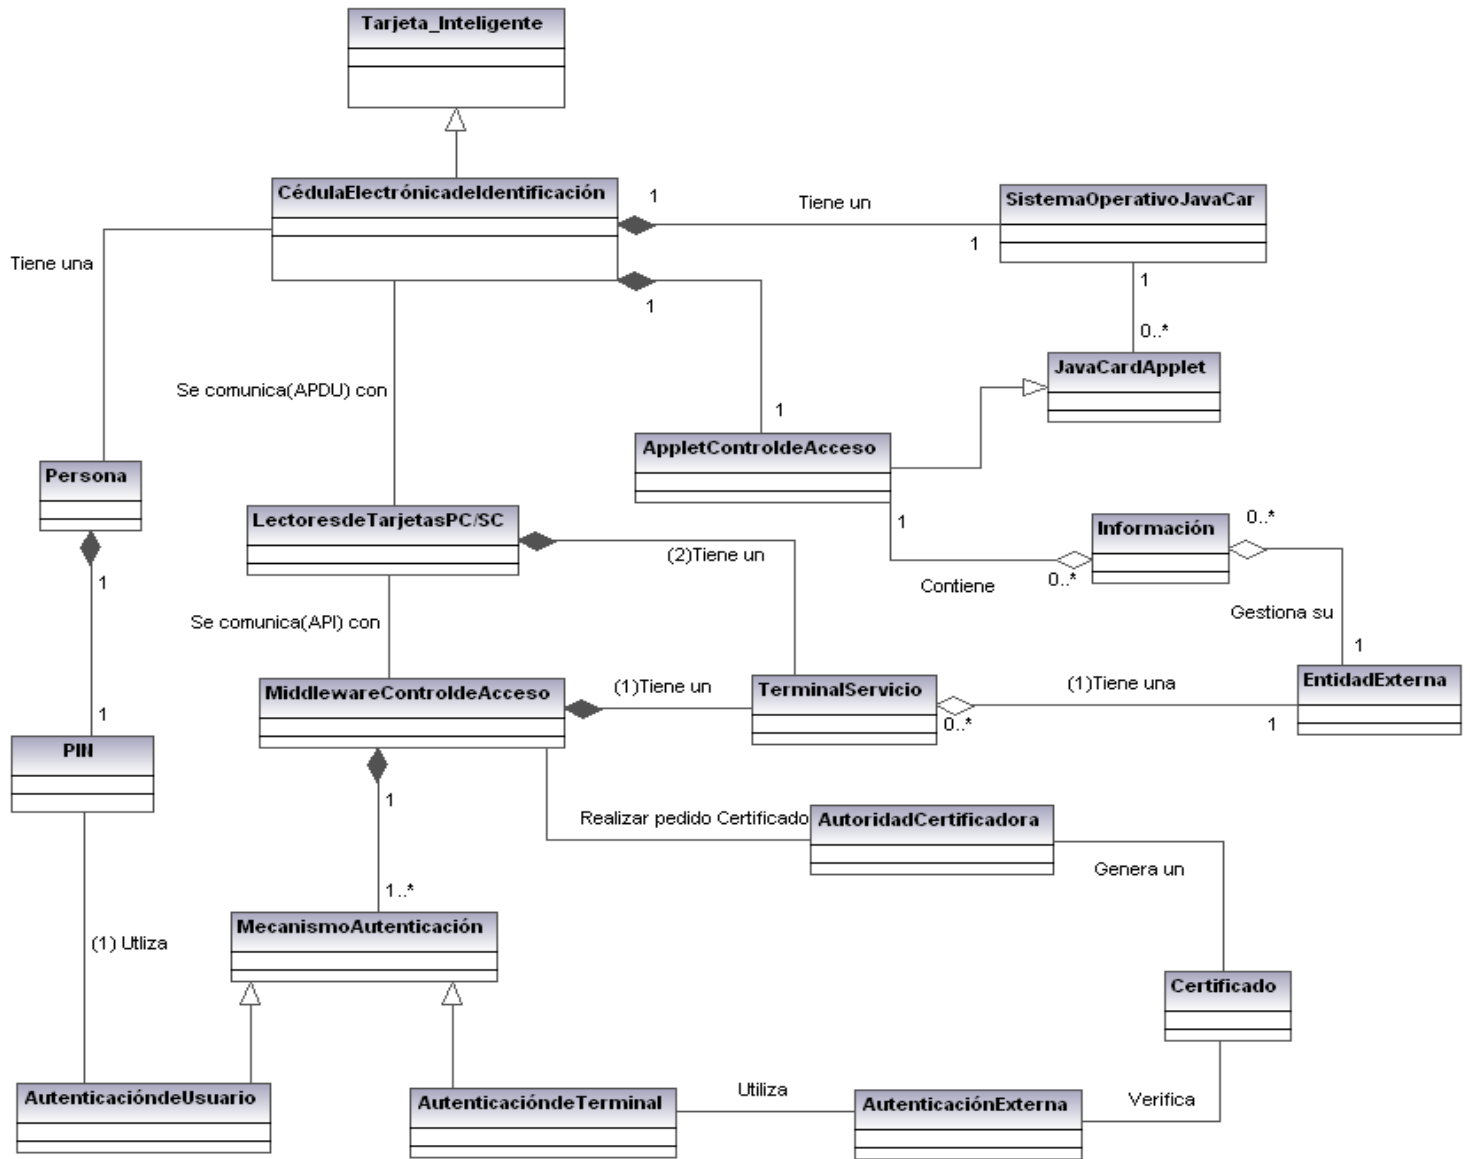 Tarjeta_Inteligente
CédulaElectrónicadeIdentificación
1
Tiene un
1
SistemaOperativoJavaCar
Tiene una
1
1
0..*
JavaCardApplet
Se comunica(APDU) con
1
AppletControldeAcceso
Persona
LectoresdeTarjetasPC/SC
1
Información
0..*
(2)Tiene un
1
Contiene
0..*
Gestiona su
Se comunica(API) con
1
MiddlewareControldeAcceso
(1)Tiene un
TerminalServicio
(1)Tiene una
EntidadExterna
0..*
1
1
PIN
1
Realizar pedido Certificado
AutoridadCertificadora
Genera un
1..*
MecanismoAutenticación
(1) Utliza
Certificado
AutenticacióndeUsuario
AutenticacióndeTerminal
Utiliza
AutenticaciónExterna
Verifica